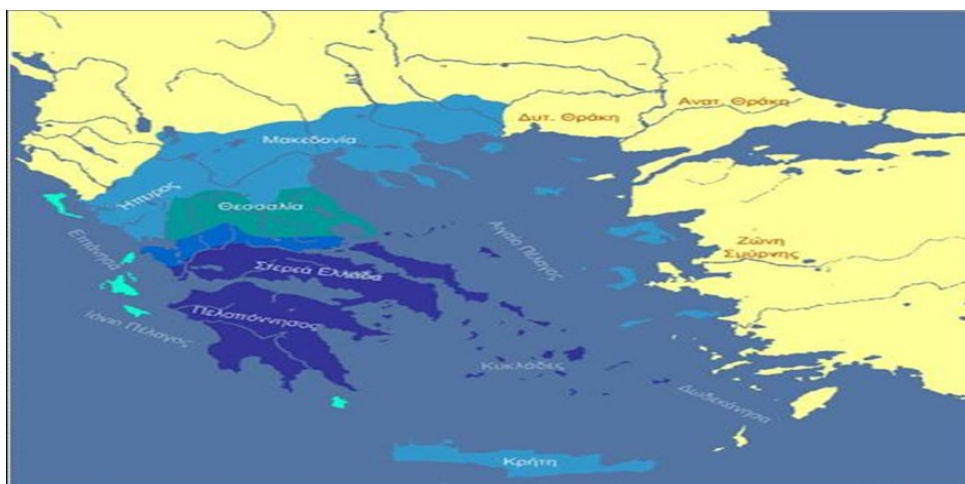 Ανατ. Θράκη
Δυτ. Θράκη
Μακεδονία
Ήπειρος
Θεσσαλία
Αιγαίο Πέλαγος
Επτάνησα
Ζώνη
Σμύρνης
Στερεά Ελλάδα
Ιόνιο Πέλαγος
Πελοπόννησος
Κυκλάδες
Δωδεκάνησα
Κρήτη